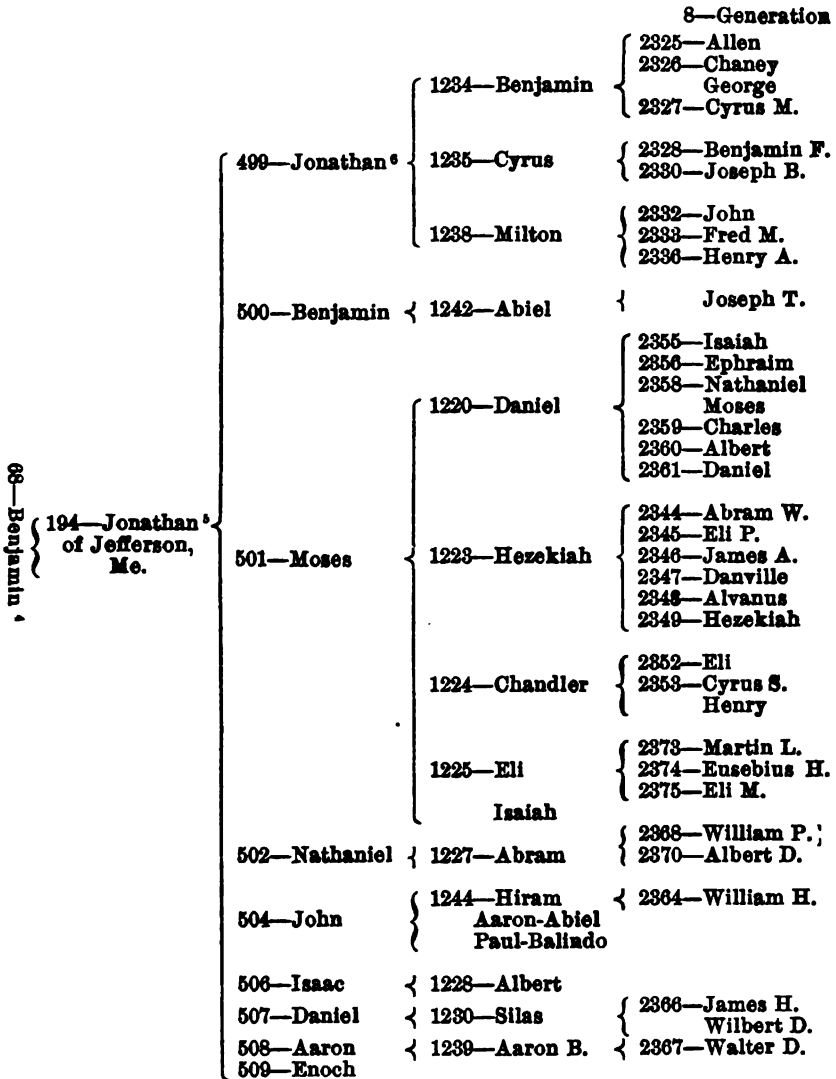 8—Generation
2325—Allen
1234—Benjamin
2326—Chaney
George
2327—Cyrus M.
499—Jonathan⁶
1235—Cyrus
2328—Benjamin F.
2330—Joseph B.
1238—Milton
2332—John
2333—Fred M.
2336—Henry A.
500—Benjamin
1242—Abiel
Joseph T.
1220—Daniel
2355—Isaiah
2356—Ephraim
2358—Nathaniel
Moses
2359—Charles
2360—Albert
2361—Daniel
68—Benjamin⁴
194—Jonathan⁵
of Jefferson,
Me.
501—Moses
1223—Hezekiah
2344—Abram W.
2345—Eli P.
2346—James A.
2347—Danville
2348—Alvanus
2349—Hezekiah
1224—Chandler
2352—Eli
2353—Cyrus S.
Henry
1225—Eli
2373—Martin L.
2374—Eusebius H.
2375—Eli M.
Isaiah
502—Nathaniel
1227—Abram
2368—William P.
2370—Albert D.
504—John
1244—Hiram
2364—William H.
Aaron-Abiel
Paul-Balindo
506—Isaac
1228—Albert
507—Daniel
1230—Silas
2366—James H.
Wilbert D.
508—Aaron
1239—Aaron B.
2367—Walter D.
509—Enoch